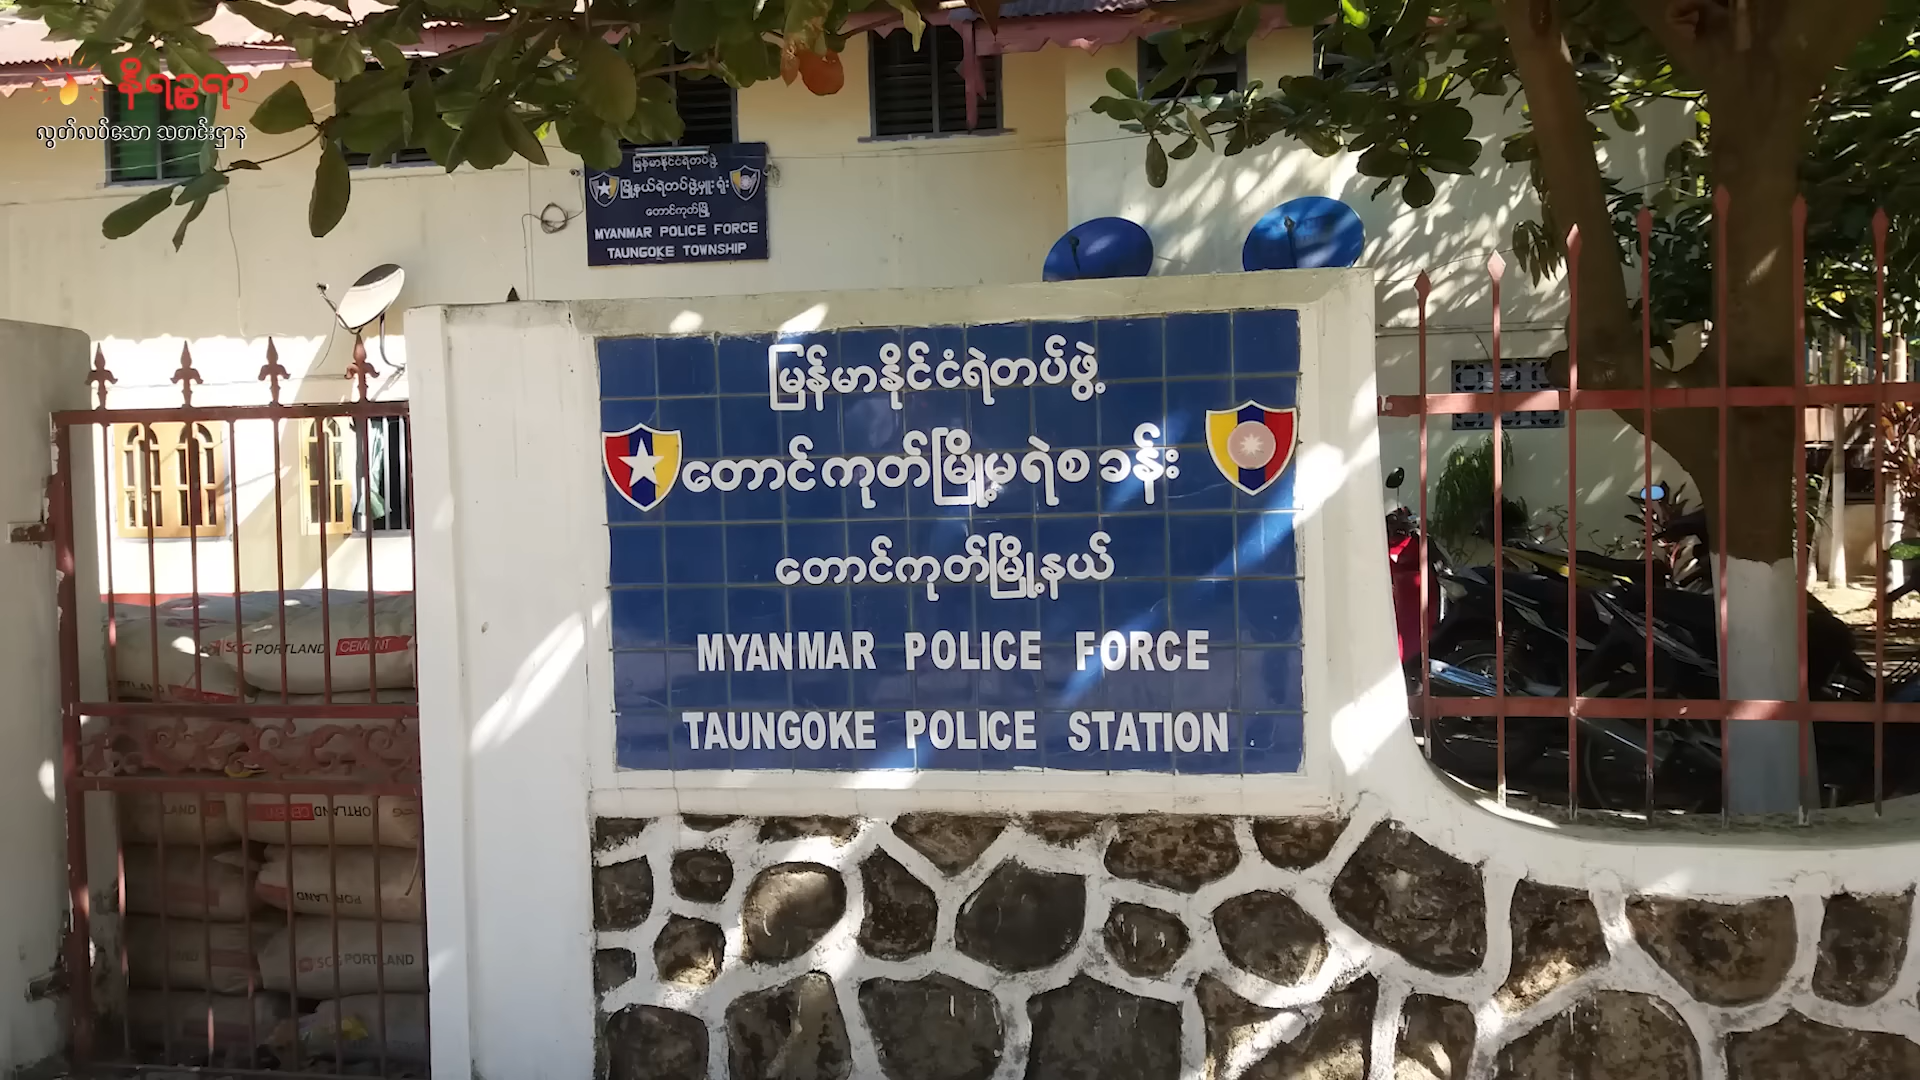 နိရဉ္စရာ
လွတ်လပ်သော သတင်းဌာန
မြန်မာနိုင်ငံရဲတပ်ဖွဲ့
မြို့နယ်ရဲတပ်ဖွဲ့မှူးရုံး
တောင်ကုတ်မြို့
MYANMAR POLICE FORCE
TAUNGOKE TOWNSHIP
မြန်မာနိုင်ငံရဲတပ်ဖွဲ့
တောင်ကုတ်မြို့မရဲစခန်း
တောင်ကုတ်မြို့နယ်
MYANMAR POLICE FORCE
TAUNGOKE POLICE STATION
SCG PORTLAND CEMENT
PORTLAND
SCG PORTLAND